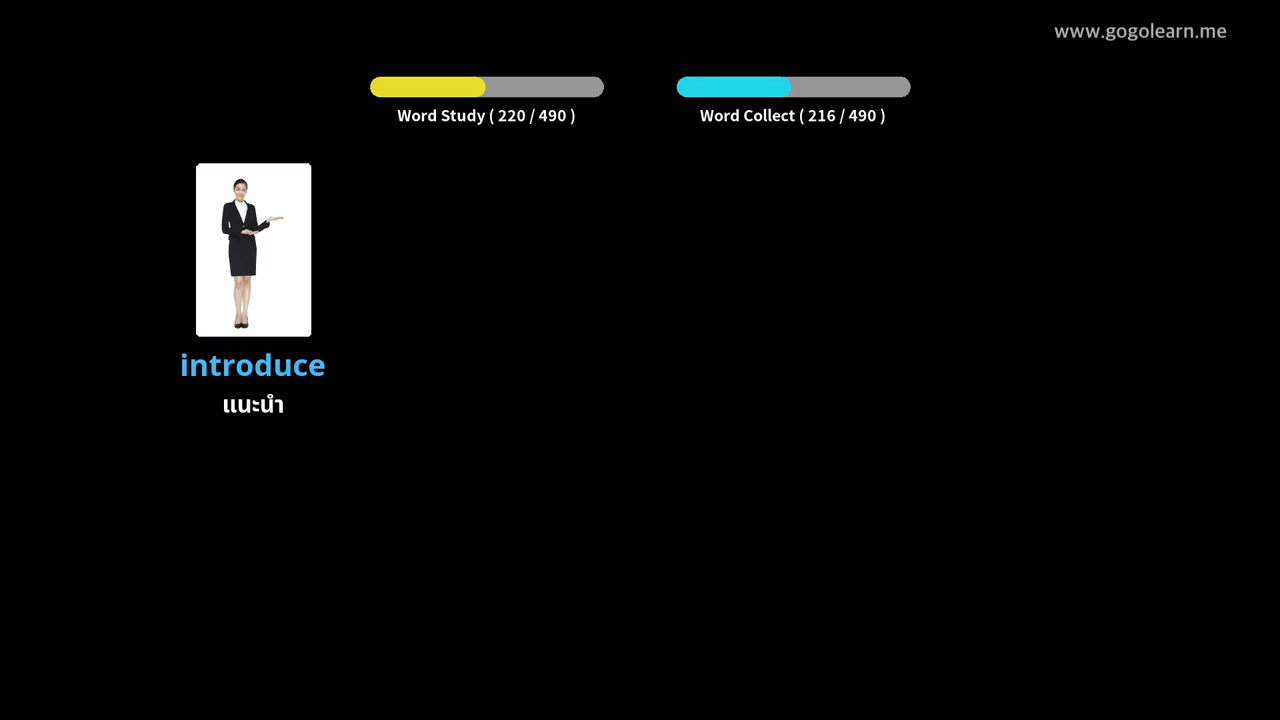 www.gogolearn.me
Word Study ( 220 / 490 )
Word Collect ( 216 / 490 )
introduce
แนะนำ